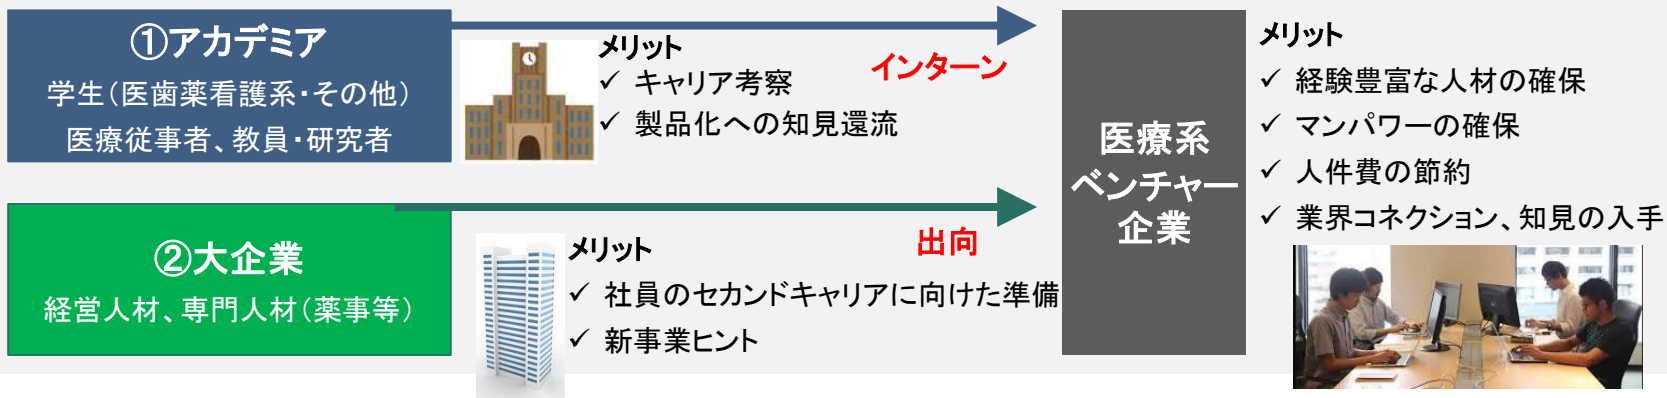 ①アカデミア
学生（医歯薬看護系・その他）
医療従事者、教員・研究者
メリット
✓ キャリア考察
✓ 製品化への知見還流
インターン
②大企業
経営人材、専門人材（薬事等）
メリット
✓ 社員のセカンドキャリアに向けた準備
✓ 新事業ヒント
出向
医療系
ベンチャー
企業
メリット
✓ 経験豊富な人材の確保
✓ マンパワーの確保
✓ 人件費の節約
✓ 業界コネクション、知見の入手